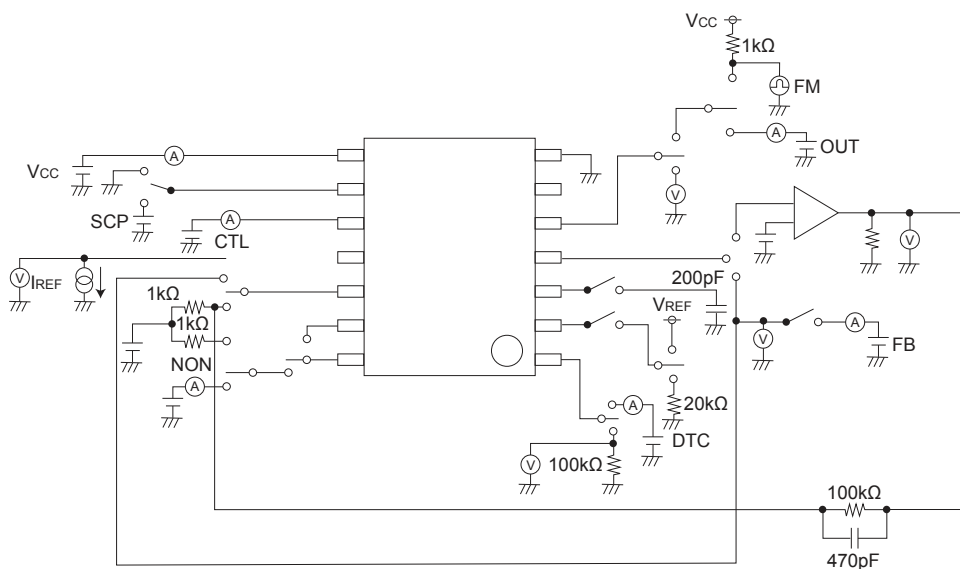 VCC
1kΩ
FM
A
OUT
VCC
A
V
SCP
A
CTL
V
IREF
200pF
V
1kΩ
VREF
1kΩ
V
A
FB
NON
A
20kΩ
A
DTC
V
100kΩ
100kΩ
470pF